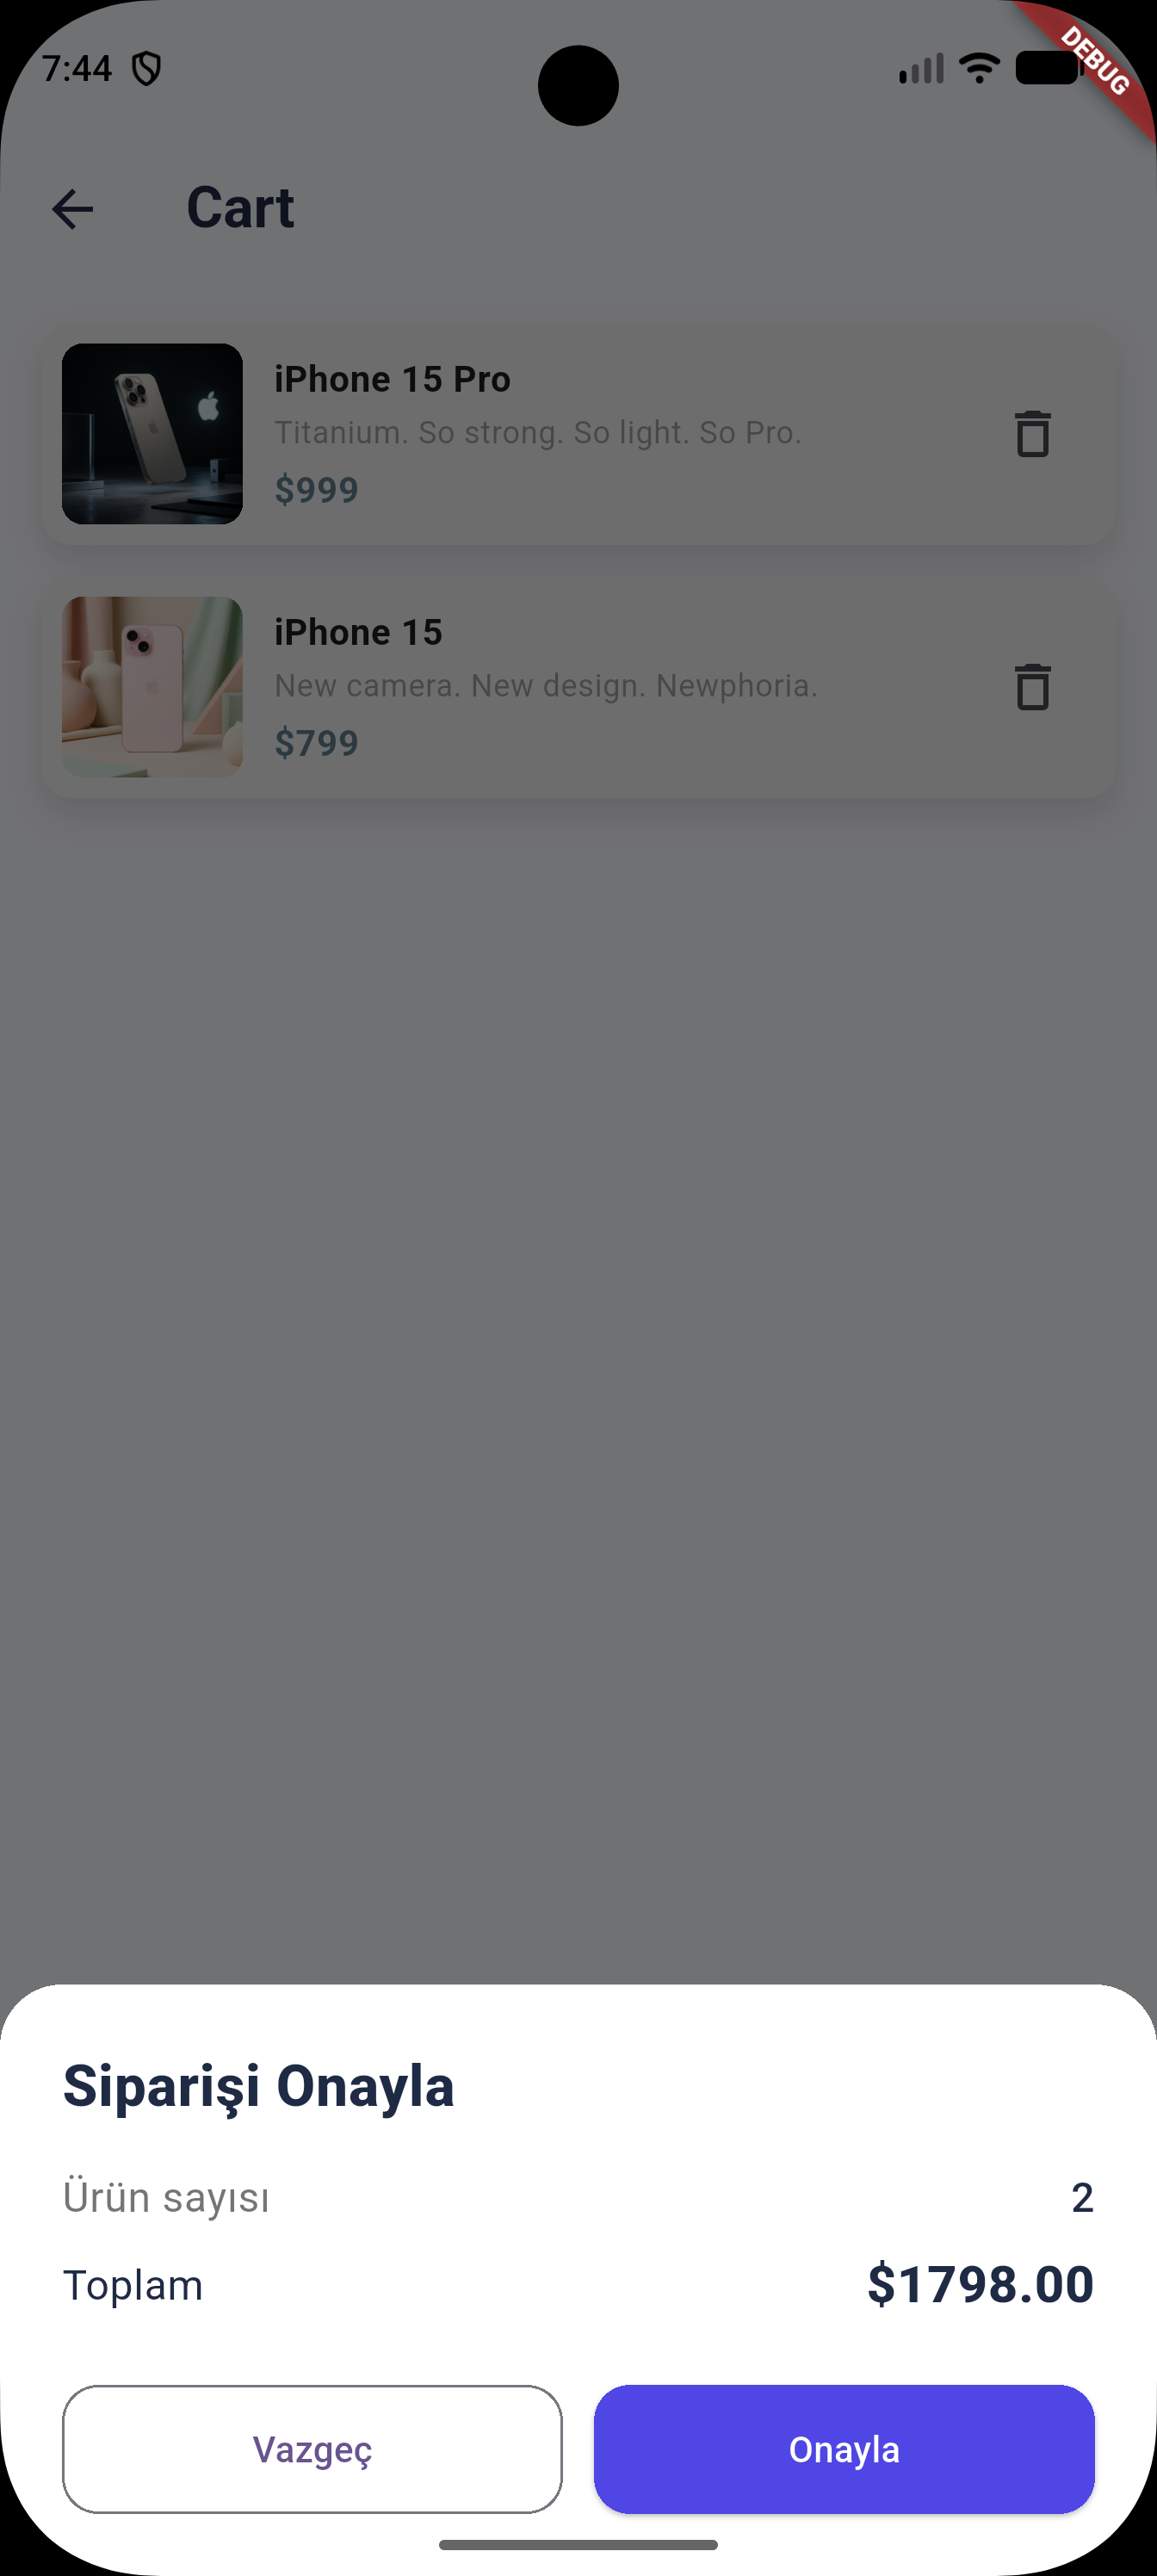 7:44
DEBUG
Cart
iPhone 15 Pro
Titanium. So strong. So light. So Pro.
$999
iPhone 15
New camera. New design. Newphoria.
$799
Siparişi Onayla
Ürün sayısı 2
Toplam $1798.00
Vazgeç Onayla